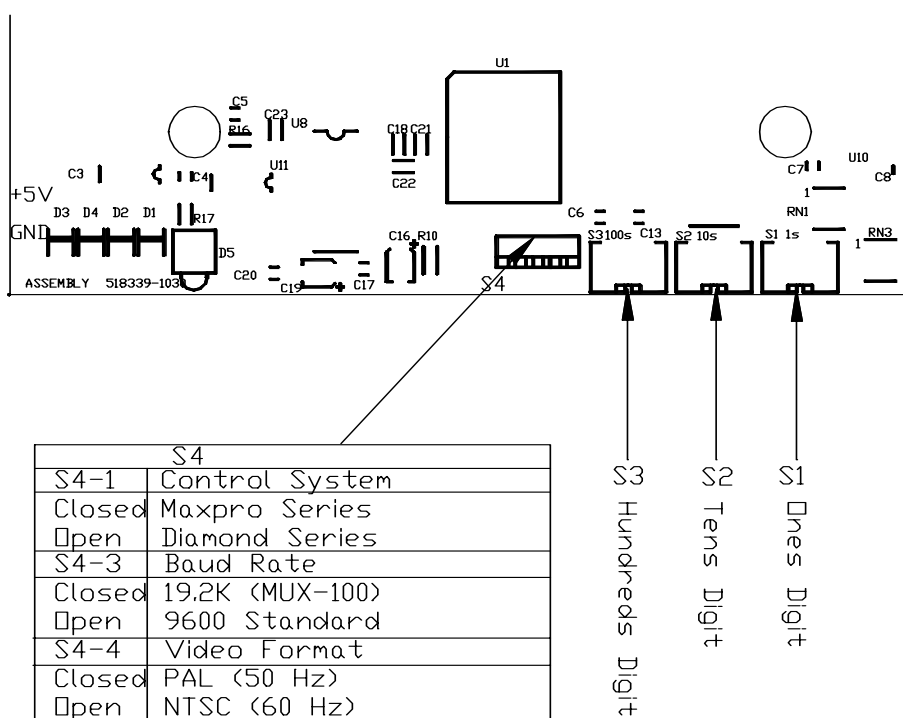 U1
C5
C23
R16
U8
C18 C21
C22
U11
C3
C4
C7
U10
C8
+5V
D3 D4 D2 D1
R17
GND
D5
C16 R10
C6
C13
RN1
1
RN3
1
S3 100s
S2 10s
S1 1s
C20
C19
C17
ASSEMBLY 518339-103
S4
S4
S4-1 Control System
Closed Maxpro Series
Open Diamond Series
S4-3 Baud Rate
Closed 19.2K (MUX-100)
Open 9600 Standard
S4-4 Video Format
Closed PAL (50 Hz)
Open NTSC (60 Hz)
S3 Hundreds Digit
S2 Tens Digit
S1 Ones Digit